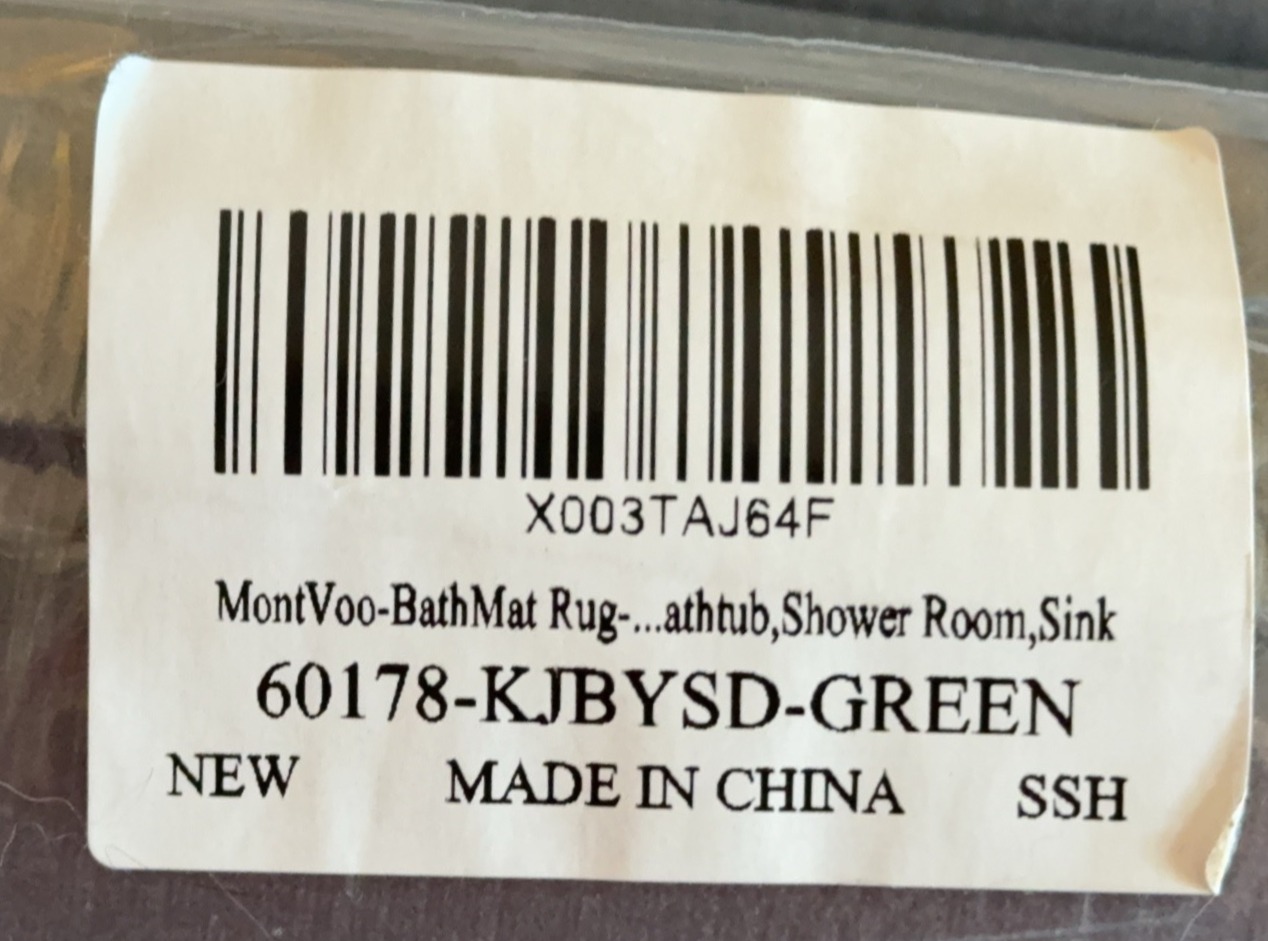 X003TAJ64F
MontVoo-BathMat Rug-...athtub,Shower Room,Sink
60178-KJBYSD-GREEN
NEW MADE IN CHINA SSH